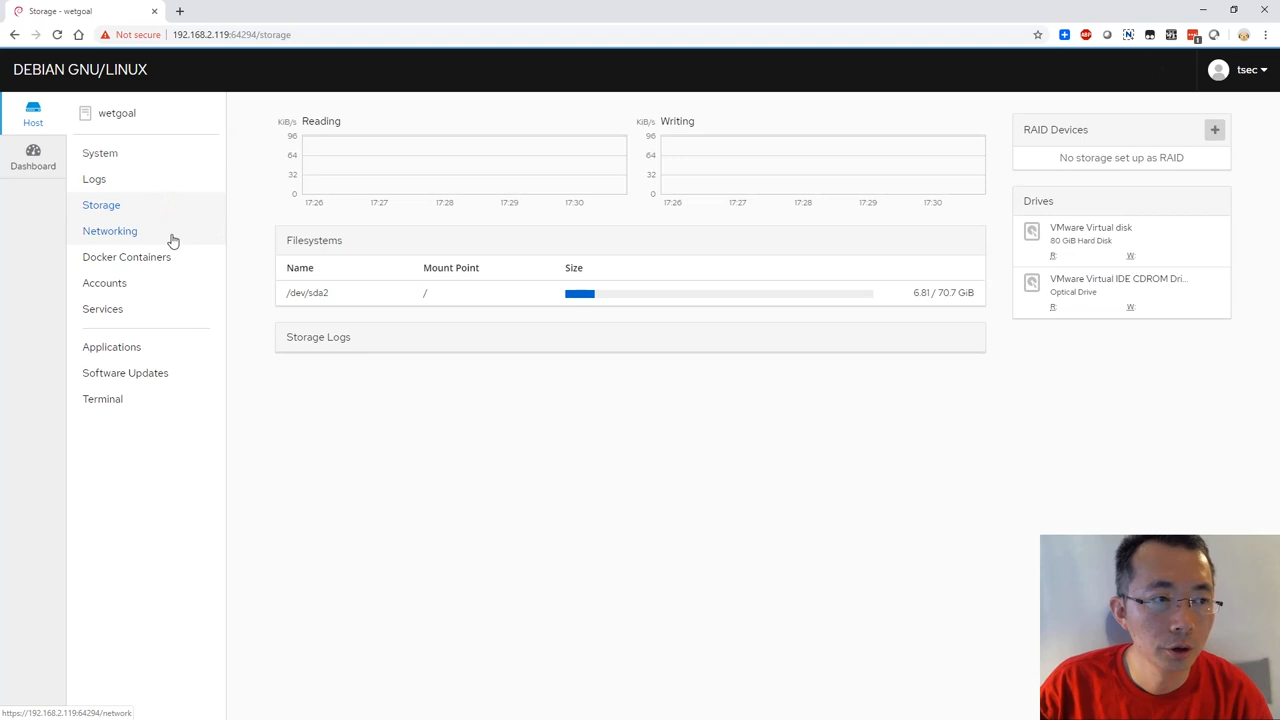 Storage - wetgoal
Not secure
192.168.2.119:64294/storage
1
DEBIAN GNU/LINUX
tsec
Host
Dashboard
wetgoal
System
Logs
Storage
Networking
Docker Containers
Accounts
Services
Applications
Software Updates
Terminal
KiB/s Reading
96
64
32
0
17:26 17:27 17:28 17:29 17:30
KiB/s Writing
96
64
32
0
17:26 17:27 17:28 17:29 17:30
Filesystems
Name Mount Point Size
/dev/sda2 / 6.81 / 70.7 GiB
Storage Logs
RAID Devices
No storage set up as RAID
Drives
VMware Virtual disk
80 GiB Hard Disk
R: W:
VMware Virtual IDE CDROM Dri...
Optical Drive
R: W:
https://192.168.2.119:64294/network